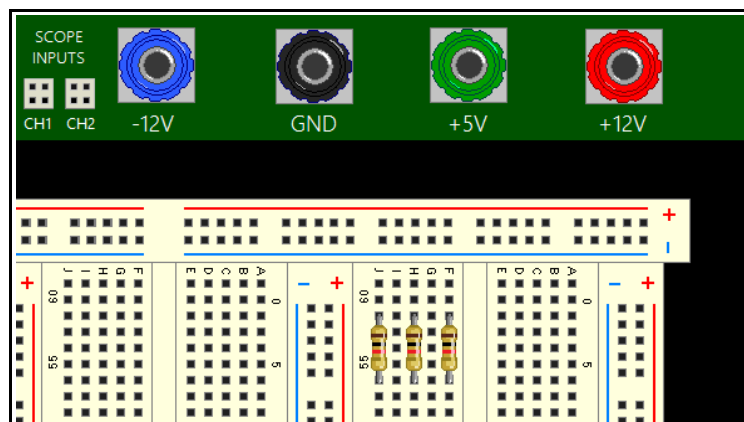 SCOPE
INPUTS
CH1 CH2 -12V GND +5V +12V
+
-
J I H G F E D C B A - + J I H G F E D C B A - +
+
60 0 60 0
55 5 55 5